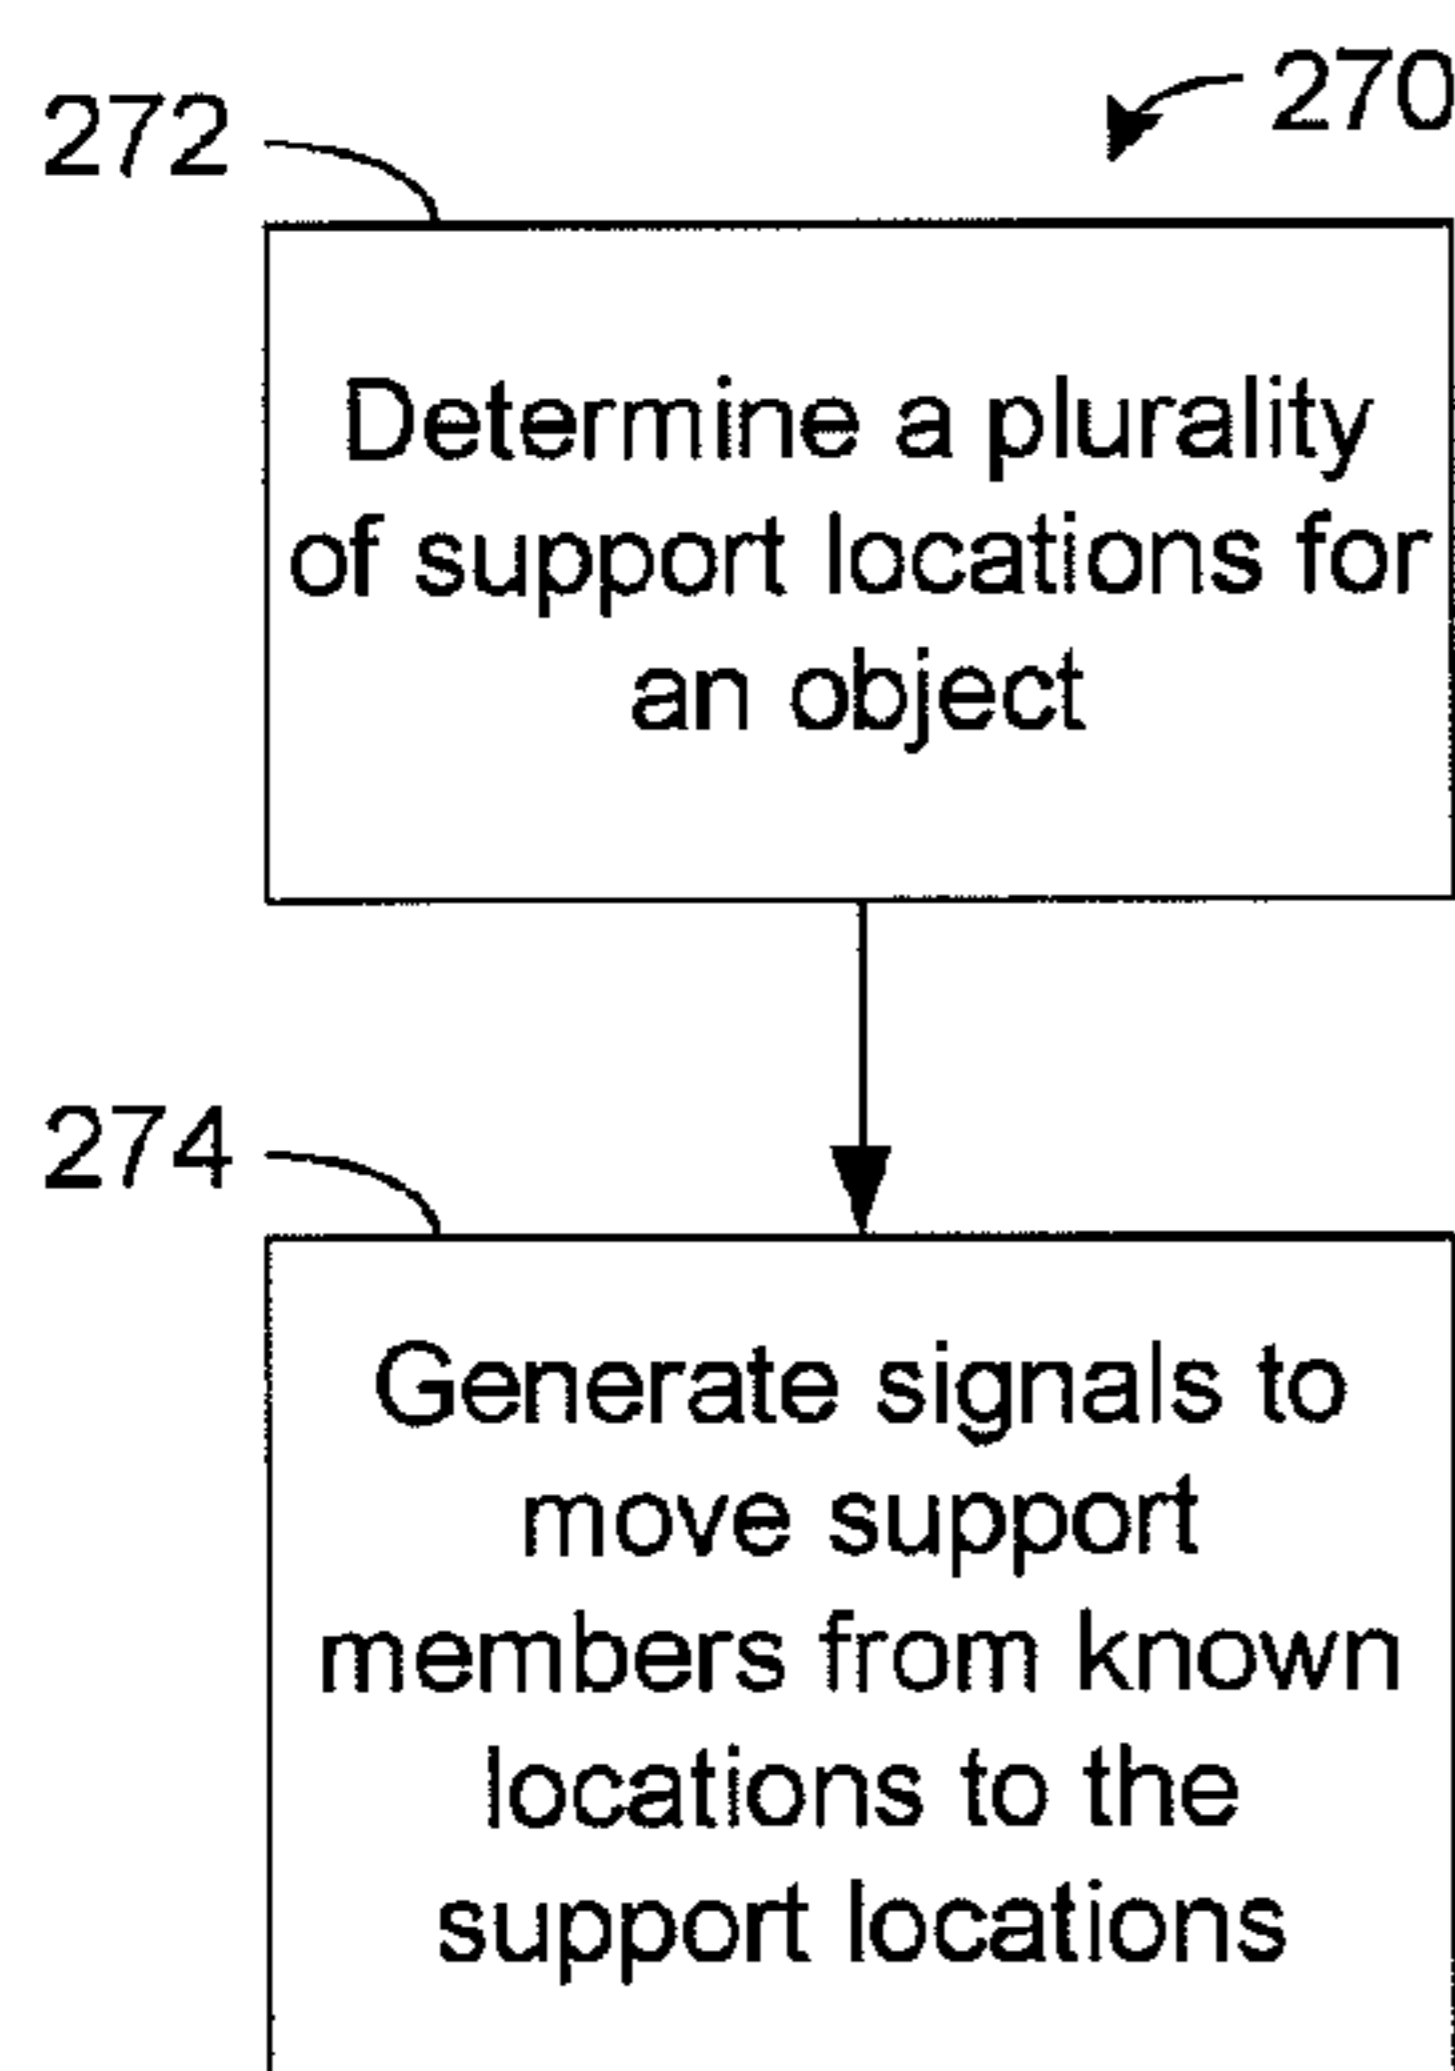 270
272
Determine a plurality
of support locations for
an object
274
Generate signals to
move support
members from known
locations to the
support locations